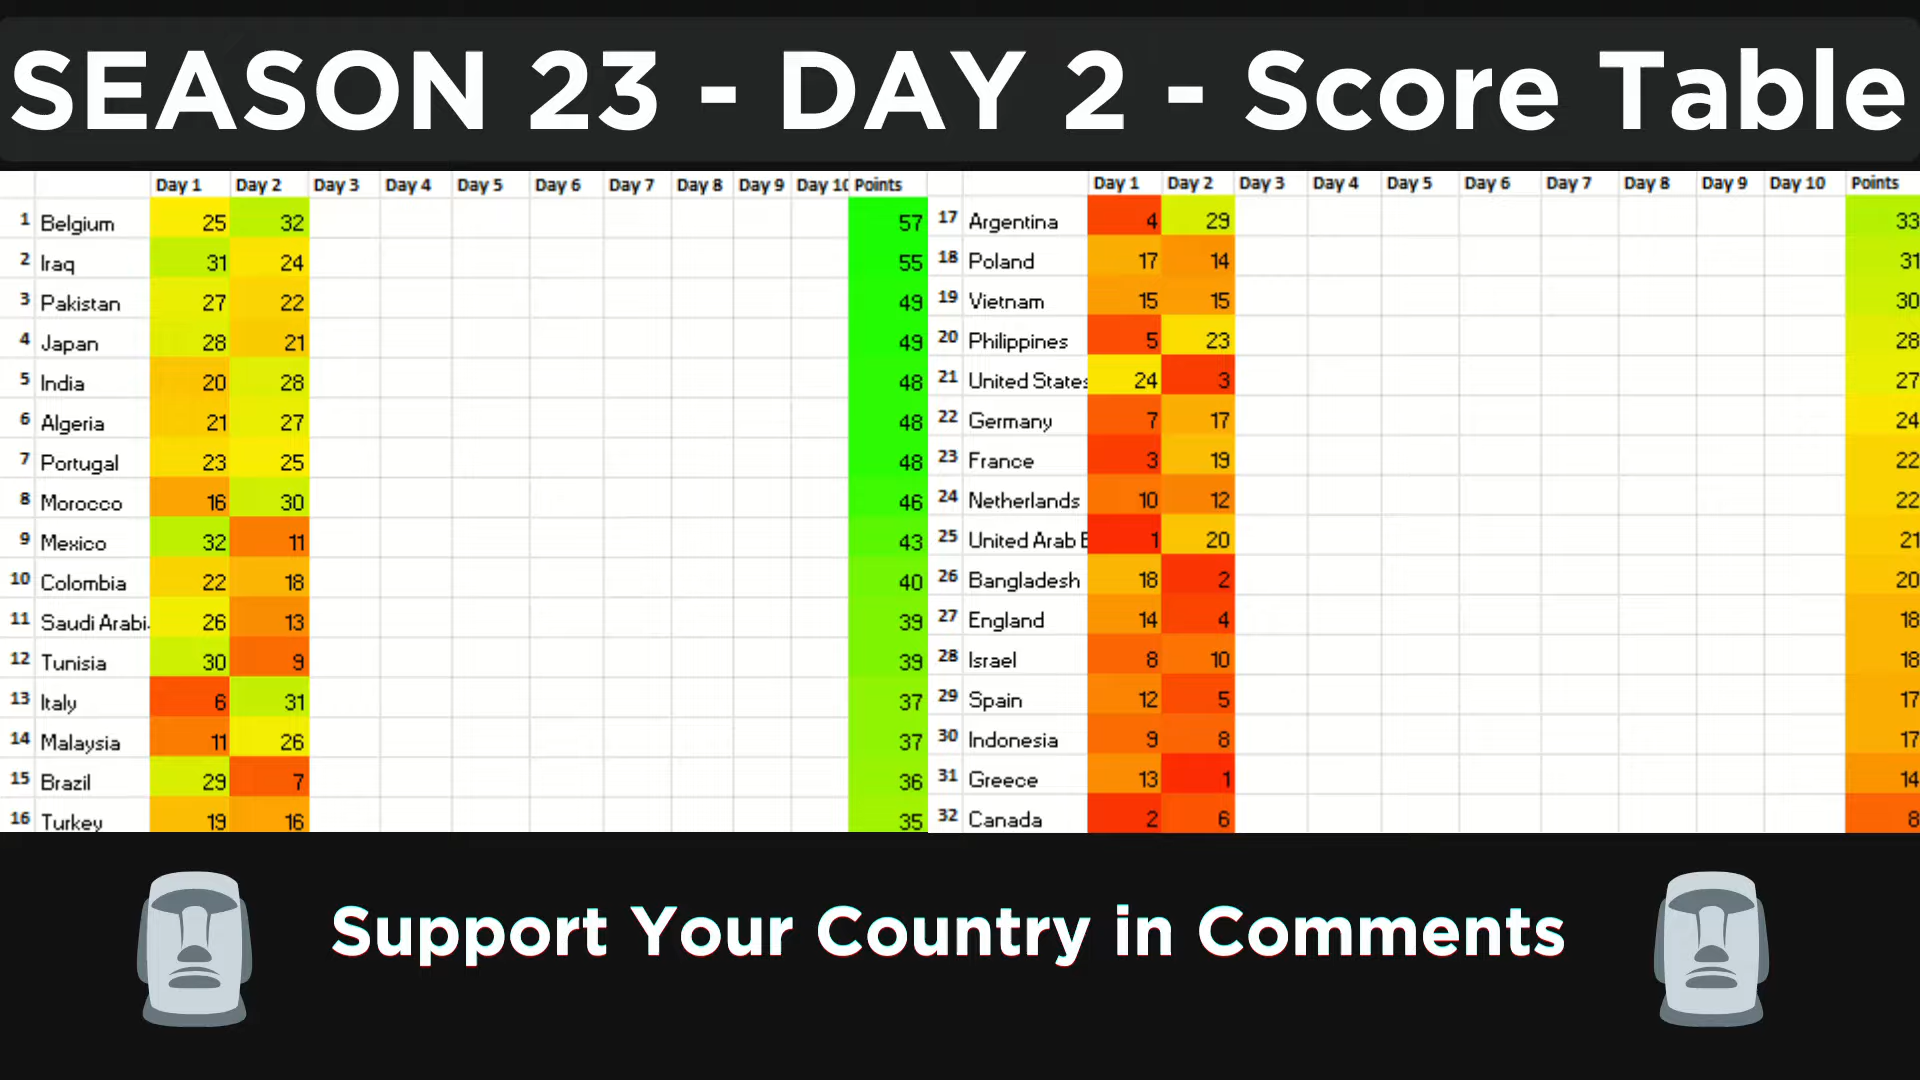 SEASON 23 - DAY 2 - Score Table
Day 1 Day 2 Day 3 Day 4 Day 5 Day 6 Day 7 Day 8 Day 9 Day 10 Points
1 Belgium 25 32 57
2 Iraq 31 24 55
3 Pakistan 27 22 49
4 Japan 28 21 49
5 India 20 28 48
6 Algeria 21 27 48
7 Portugal 23 25 48
8 Morocco 16 30 46
9 Mexico 32 11 43
10 Colombia 22 18 40
11 Saudi Arabi 26 13 39
12 Tunisia 30 9 39
13 Italy 6 31 37
14 Malaysia 11 26 37
15 Brazil 29 7 36
16 Turkey 19 16 35
Day 1 Day 2 Day 3 Day 4 Day 5 Day 6 Day 7 Day 8 Day 9 Day 10 Points
17 Argentina 4 29 33
18 Poland 17 14 31
19 Vietnam 15 15 30
20 Philippines 5 23 28
21 United States 24 3 27
22 Germany 7 17 24
23 France 3 19 22
24 Netherlands 10 12 22
25 United Arab E 1 20 21
26 Bangladesh 18 2 20
27 England 14 4 18
28 Israel 8 10 18
29 Spain 12 5 17
30 Indonesia 9 8 17
31 Greece 13 1 14
32 Canada 2 6 8
Support Your Country in Comments